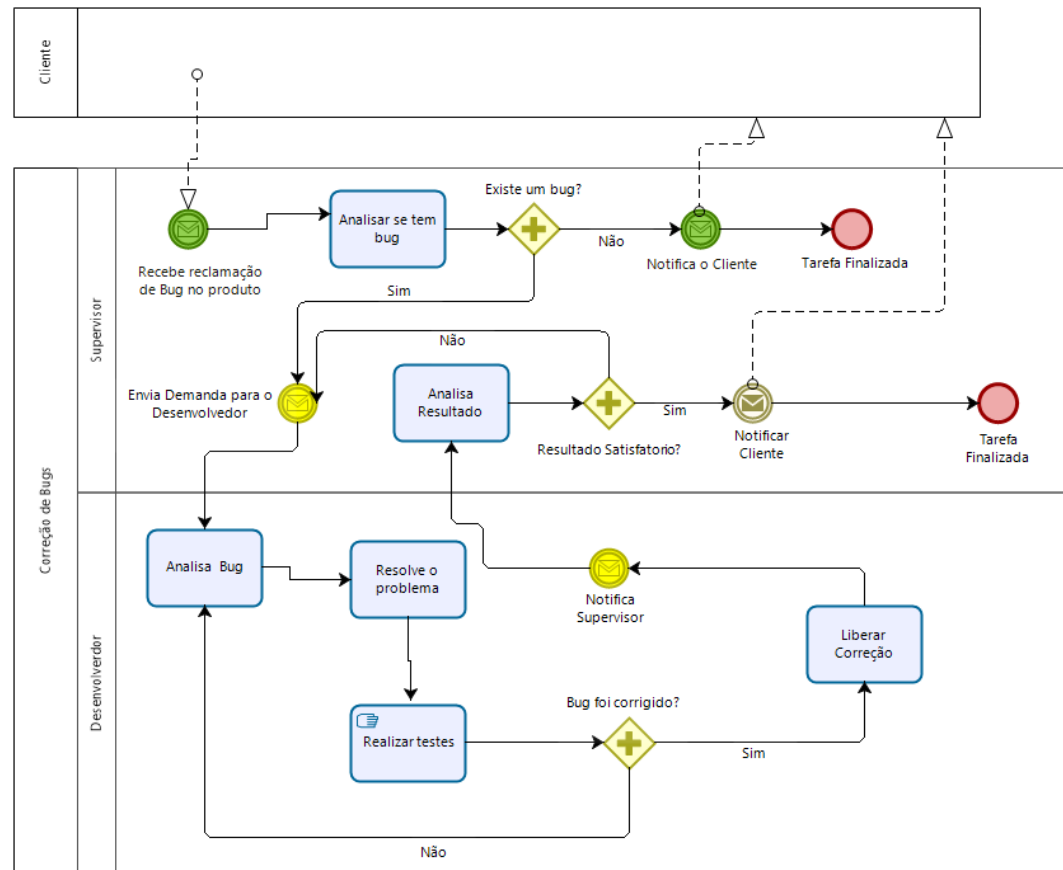 Cliente
Correção de Bugs
Supervisor
Existe um bug?
Analisar se tem
bug
Não
Notifica o Cliente
Tarefa Finalizada
Recebe reclamação
de Bug no produto
Sim
Não
Envia Demanda para o
Desenvolvedor
Analisa
Resultado
Sim
Resultado Satisfatorio?
Notificar
Cliente
Tarefa
Finalizada
Desenvolverdor
Analisa Bug
Resolve o
problema
Notifica
Supervisor
Liberar
Correção
Bug foi corrigido?
Realizar testes
Sim
Não